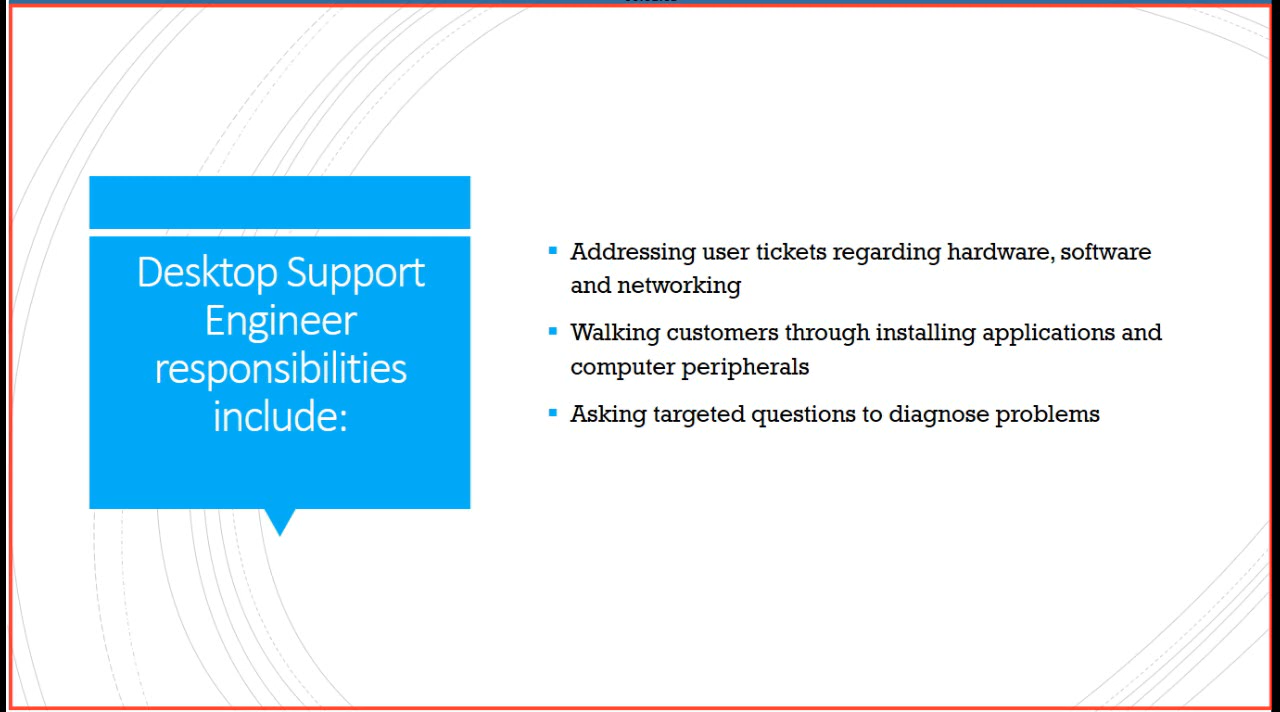 Desktop Support
Engineer
responsibilities
include:
Addressing user tickets regarding hardware, software
and networking
Walking customers through installing applications and
computer peripherals
Asking targeted questions to diagnose problems